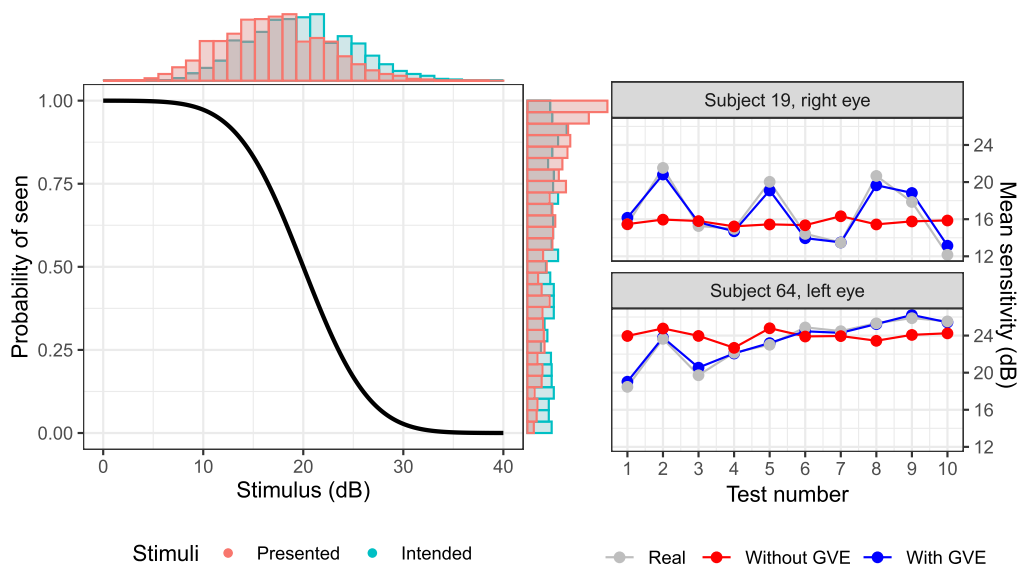 Probability of seen
1.00
0.75
0.50
0.25
0.00
0 10 20 30 40
Stimulus (dB)
Stimuli Presented Intended
Subject 19, right eye
24
20
16
12
Subject 64, left eye
24
20
16
12
Mean sensitivity (dB)
1 2 3 4 5 6 7 8 9 10
Test number
Real Without GVE With GVE